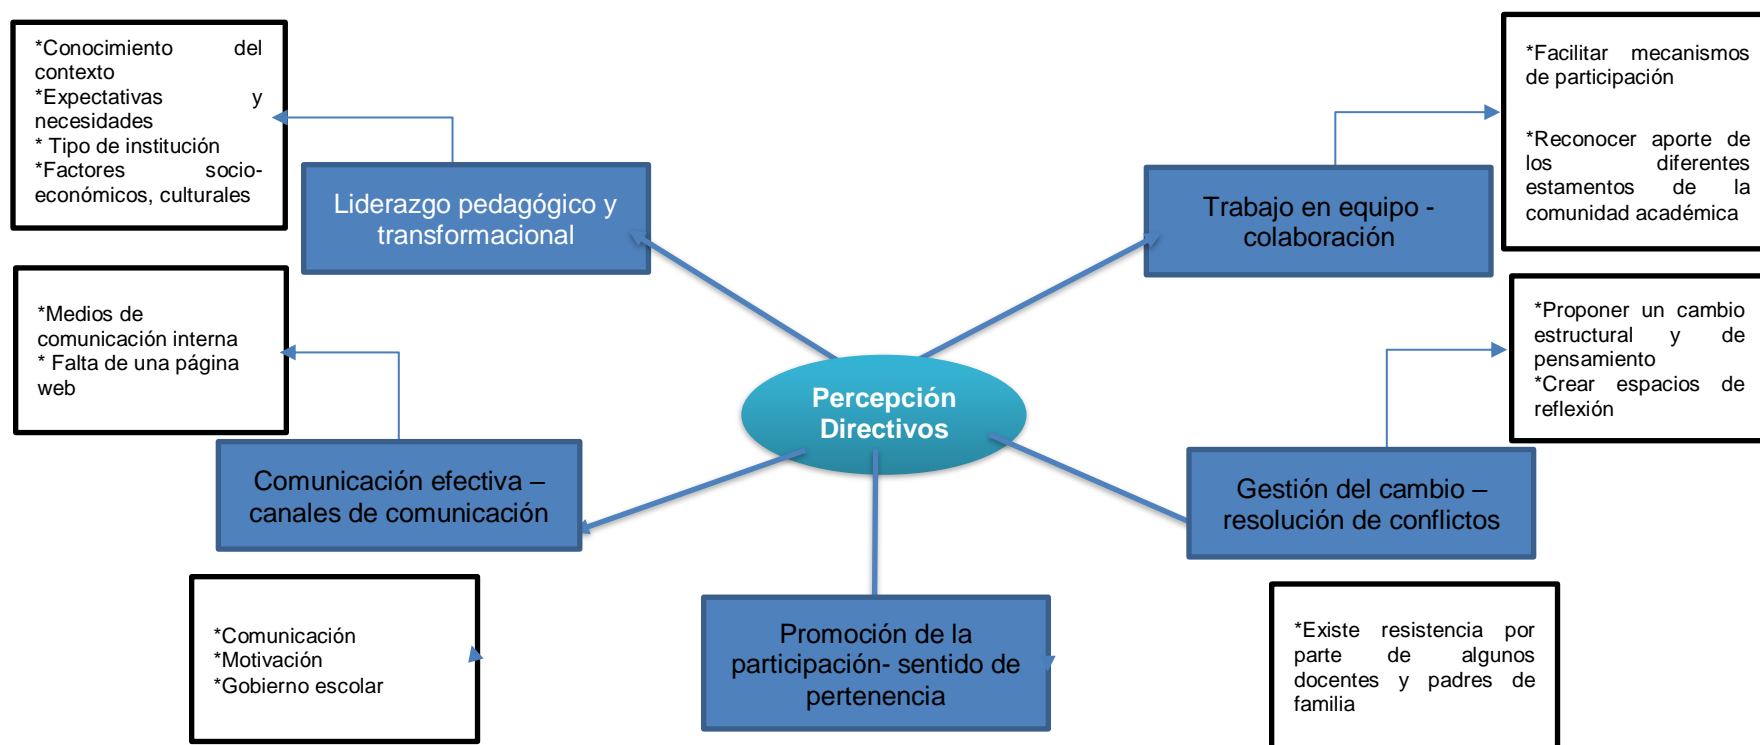 *Conocimiento del
contexto
*Expectativas y
necesidades
* Tipo de institución
*Factores socio-
económicos, culturales
Liderazgo pedagógico y
transformacional
*Facilitar mecanismos
de participación
*Reconocer aporte de
los diferentes
estamentos de la
comunidad académica
Trabajo en equipo -
colaboración
*Medios de
comunicación interna
* Falta de una página
web
Comunicación efectiva –
canales de comunicación
Percepción
Directivos
*Proponer un cambio
estructural y de
pensamiento
*Crear espacios de
reflexión
Gestión del cambio –
resolución de conflictos
*Comunicación
*Motivación
*Gobierno escolar
Promoción de la
participación- sentido de
pertenencia
*Existe resistencia por
parte de algunos
docentes y padres de
familia